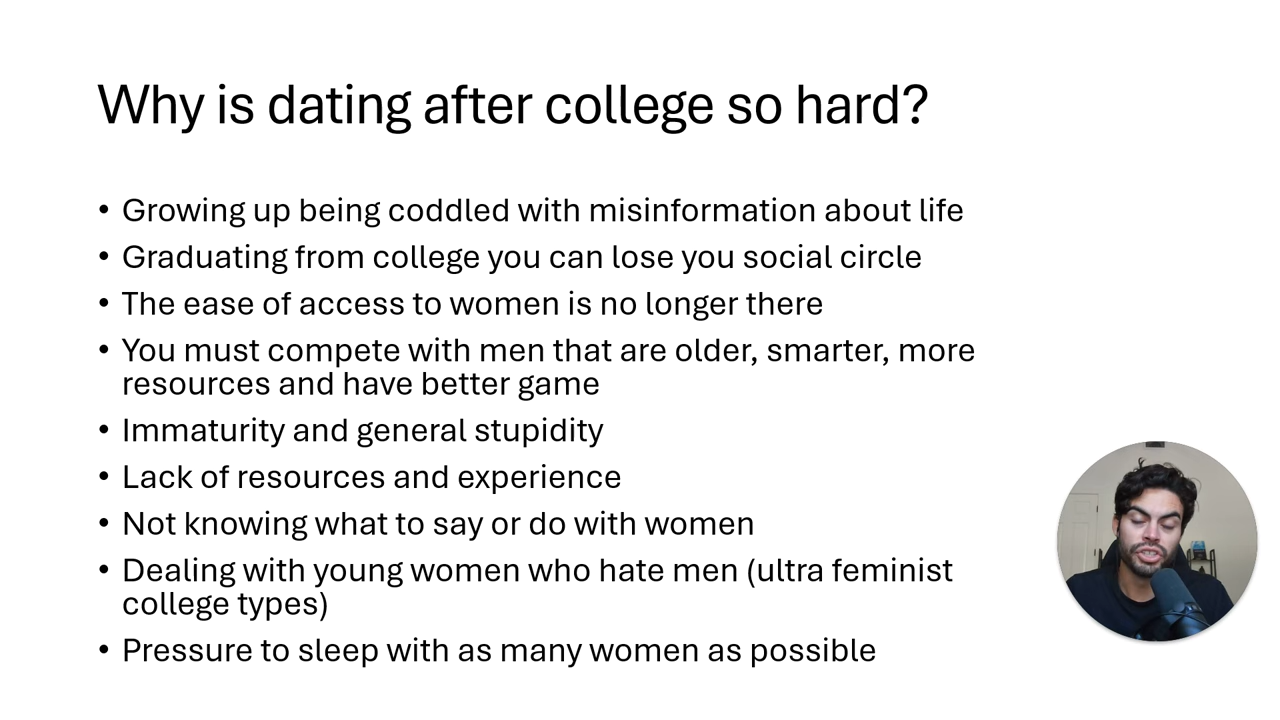 Why is dating after college so hard?
• Growing up being coddled with misinformation about life
• Graduating from college you can lose you social circle
• The ease of access to women is no longer there
• You must compete with men that are older, smarter, more
resources and have better game
• Immaturity and general stupidity
• Lack of resources and experience
• Not knowing what to say or do with women
• Dealing with young women who hate men (ultra feminist
college types)
• Pressure to sleep with as many women as possible